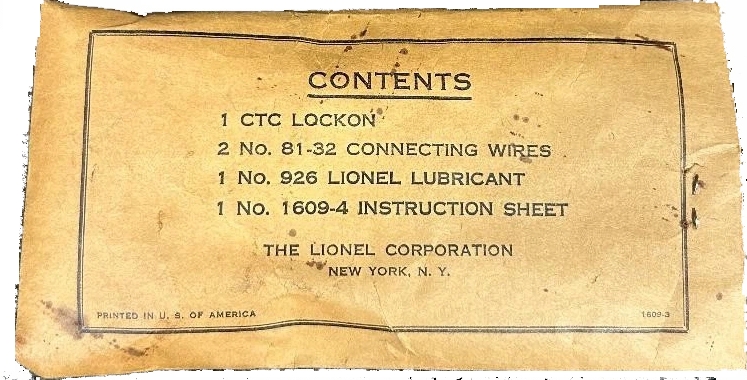 CONTENTS
1 CTC LOCKON
2 No. 81-32 CONNECTING WIRES
1 No. 926 LIONEL LUBRICANT
1 No. 1609-4 INSTRUCTION SHEET
THE LIONEL CORPORATION
NEW YORK, N. Y.
PRINTED IN U. S. OF AMERICA
1609-3